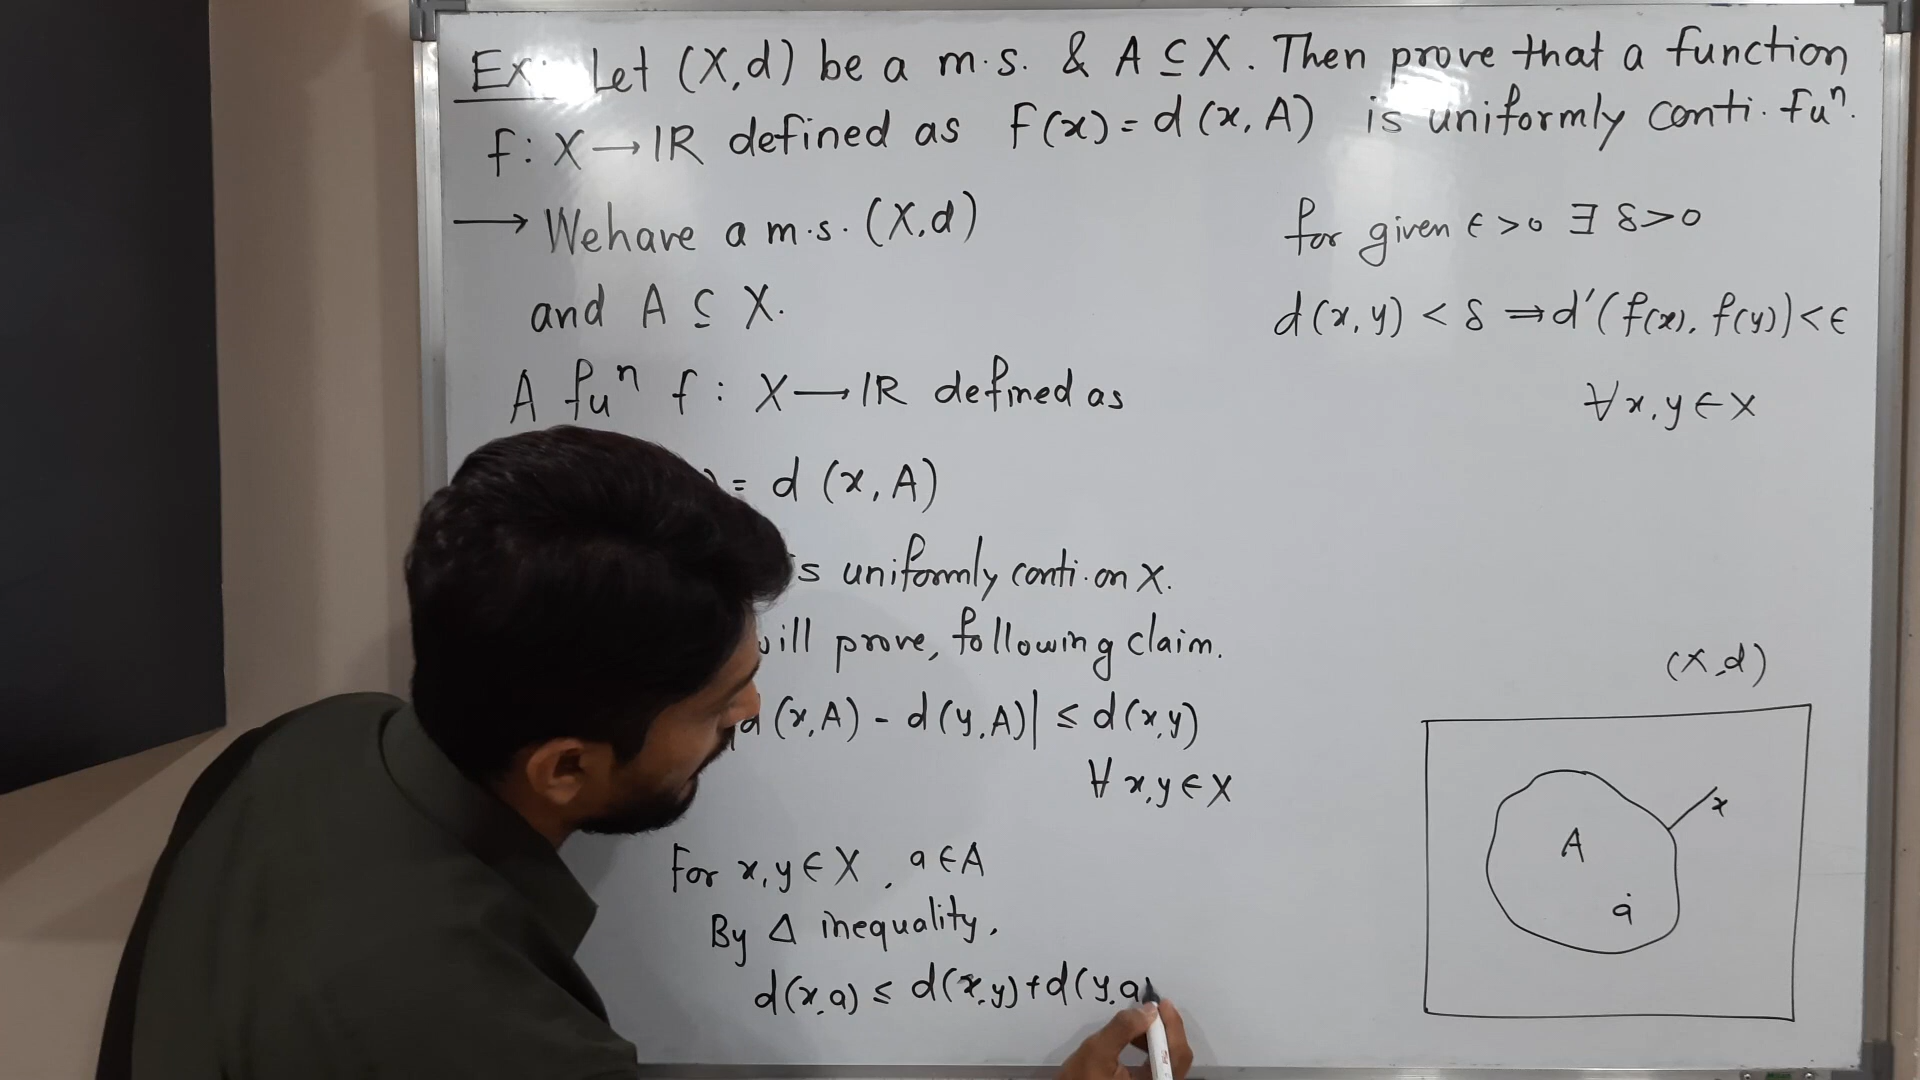 Ex: Let (X,d) be a m.s. & A ⊆ X. Then prove that a function
f: X → IR defined as f(x) = d(x, A) is uniformly conti. fuⁿ.
→ We have a m.s. (X,d)
and A ⊆ X.
A fuⁿ f : X → IR defined as
= d (x, A)
is uniformly conti. on X.
will prove, following claim.
d(x,A) - d(y,A)| ≤ d(x,y)
∀ x,y ∈ X
For x,y ∈ X, a ∈ A
By Δ inequality,
d(x,a) ≤ d(x,y) + d(y,a
for given ϵ > 0 ∃ δ > 0
d(x,y) < δ ⇒ d'(f(x), f(y)) < ϵ
∀ x,y ∈ X
(X,d)
x
A
a